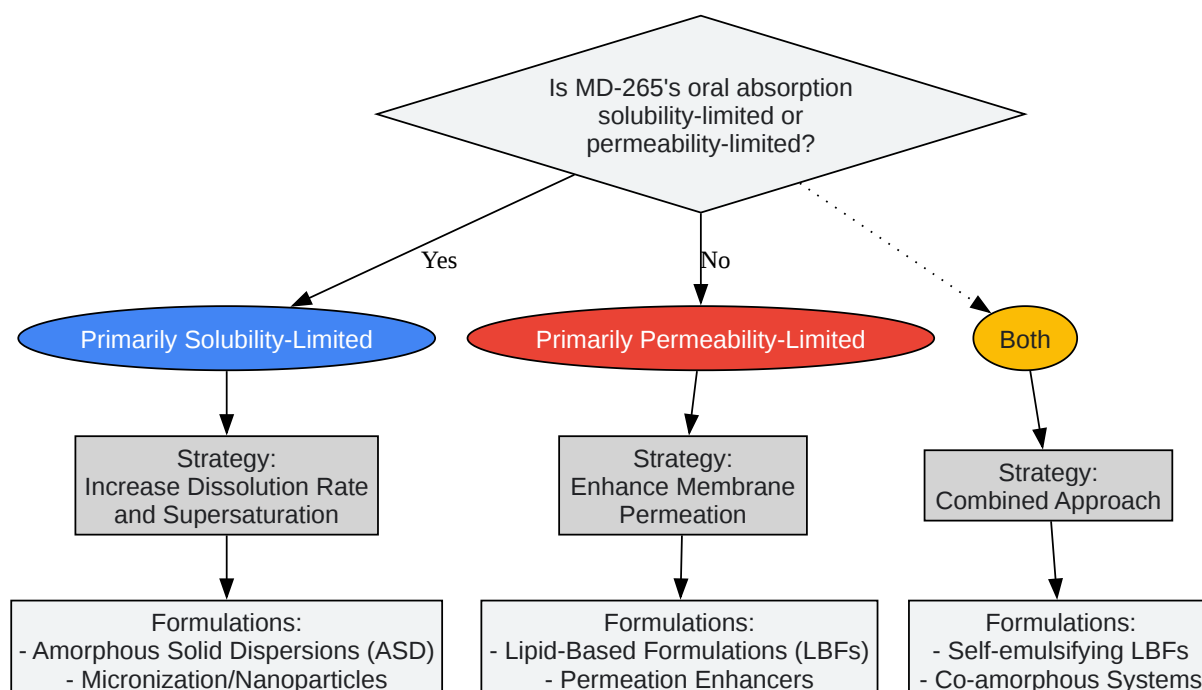 Is MD-265's oral absorption
solubility-limited or
permeability-limited?
Yes
No
Primarily Solubility-Limited
Primarily Permeability-Limited
Both
Strategy:
Increase Dissolution Rate
and Supersaturation
Strategy:
Enhance Membrane
Permeation
Strategy:
Combined Approach
Formulations:
- Amorphous Solid Dispersions (ASD)
- Micronization/Nanoparticles
Formulations:
- Lipid-Based Formulations (LBFs)
- Permeation Enhancers
Formulations:
- Self-emulsifying LBFs
- Co-amorphous Systems